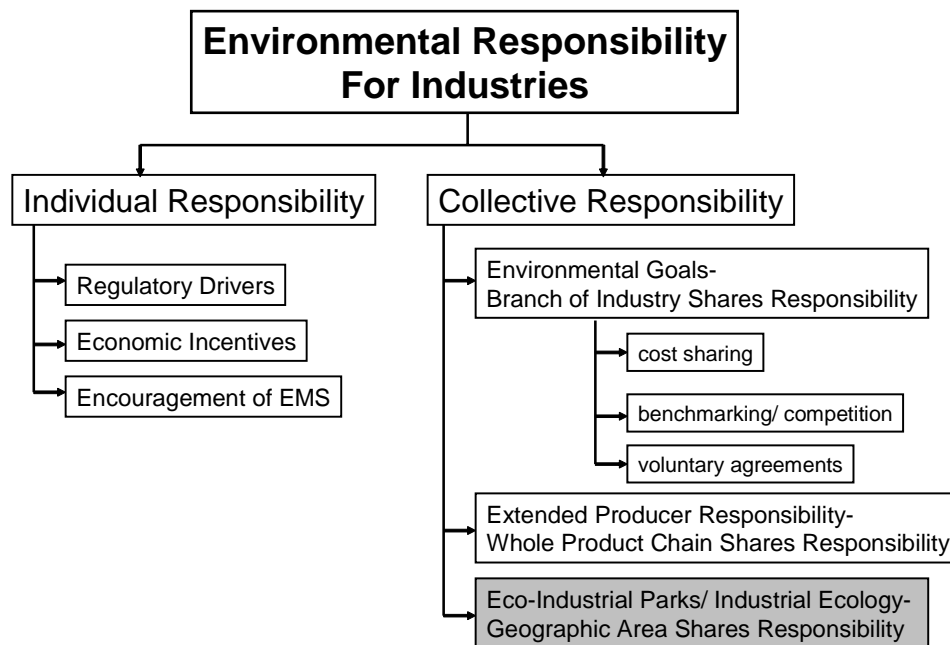 Environmental Responsibility
For Industries
Individual Responsibility
Regulatory Drivers
Economic Incentives
Encouragement of EMS
Collective Responsibility
Environmental Goals-
Branch of Industry Shares Responsibility
cost sharing
benchmarking/ competition
voluntary agreements
Extended Producer Responsibility-
Whole Product Chain Shares Responsibility
Eco-Industrial Parks/ Industrial Ecology-
Geographic Area Shares Responsibility